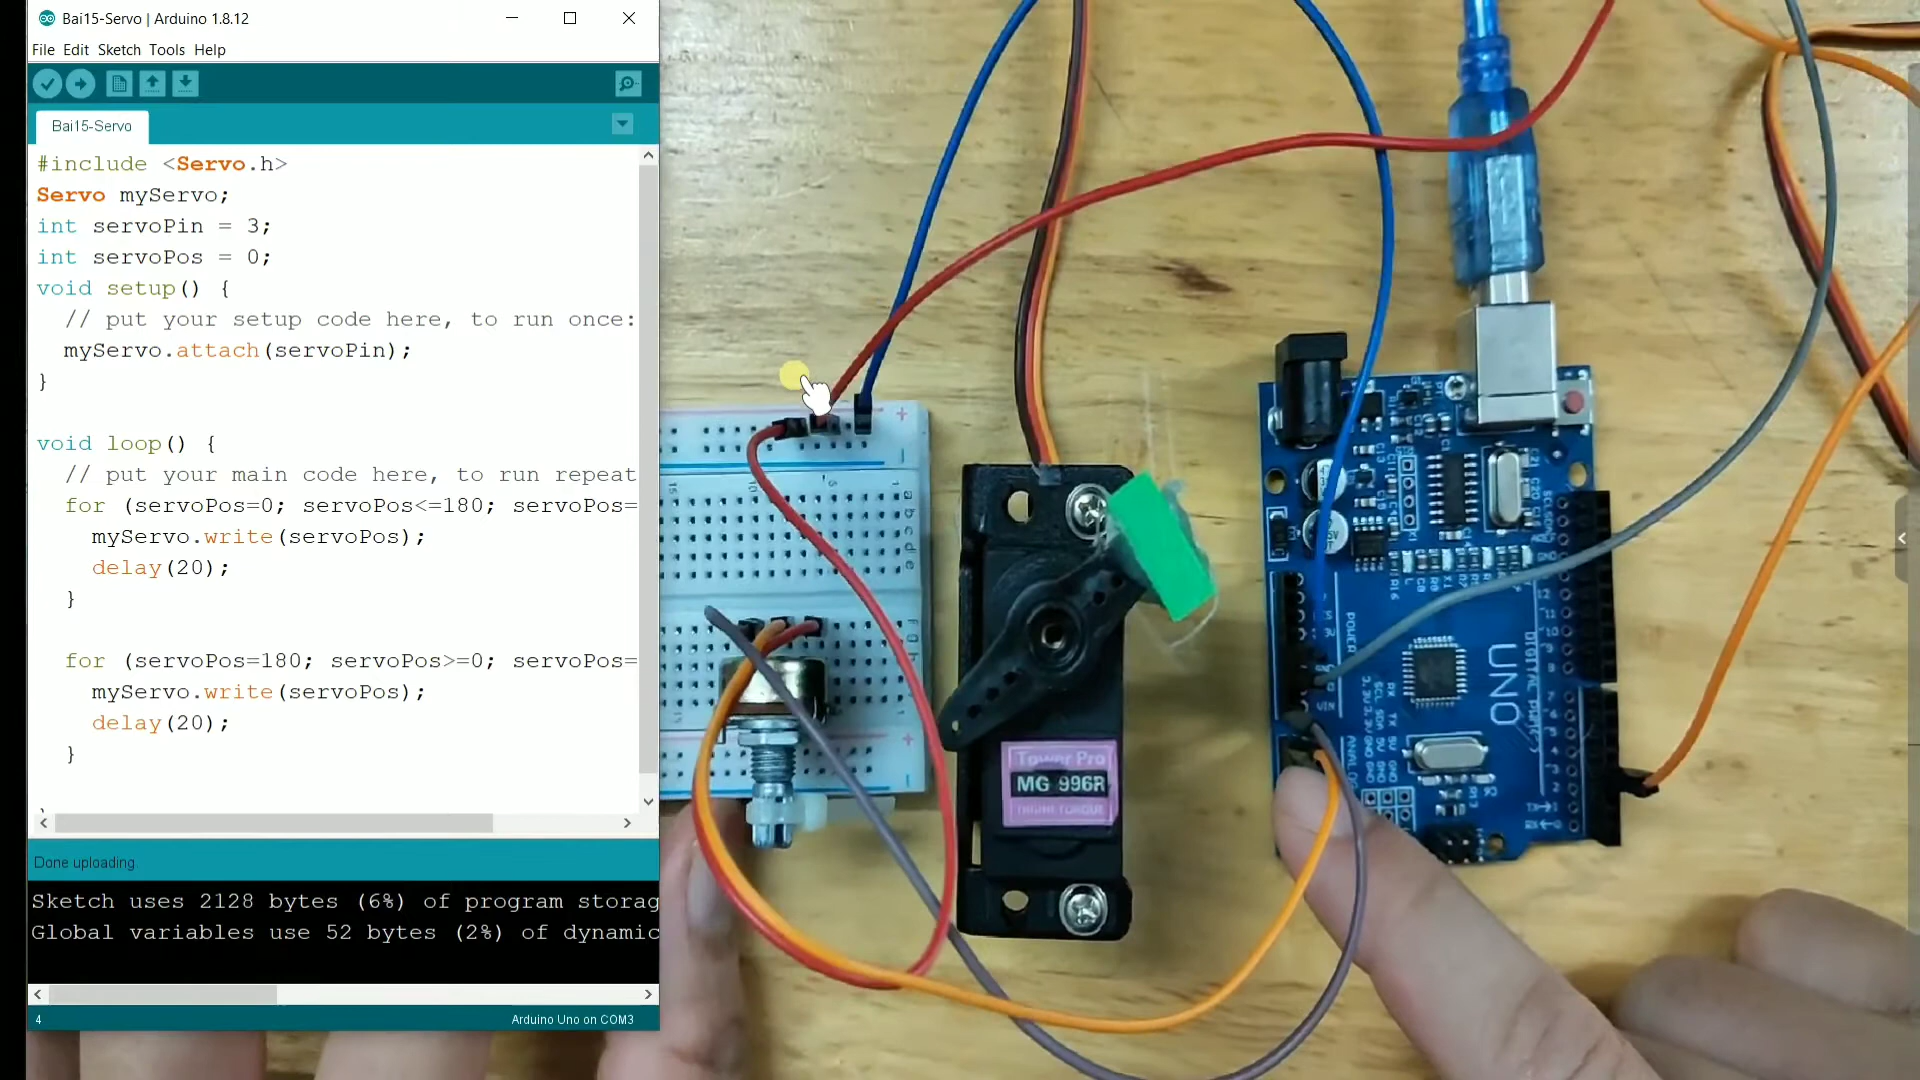 Bai15-Servo | Arduino 1.8.12
File Edit Sketch Tools Help
Bai15-Servo
#include <Servo.h>
Servo myServo;
int servoPin = 3;
int servoPos = 0;
void setup() {
// put your setup code here, to run once:
myServo.attach(servoPin);
}
void loop() {
// put your main code here, to run repeat
for (servoPos=0; servoPos<=180; servoPos=
myServo.write(servoPos);
delay(20);
}
for (servoPos=180; servoPos>=0; servoPos=
myServo.write(servoPos);
delay(20);
}
Done uploading
Sketch uses 2128 bytes (6%) of program storag
Global variables use 52 bytes (2%) of dynamic
4
Arduino Uno on COM3
Tower Pro
MG 996R
UNO
POWER
VIN